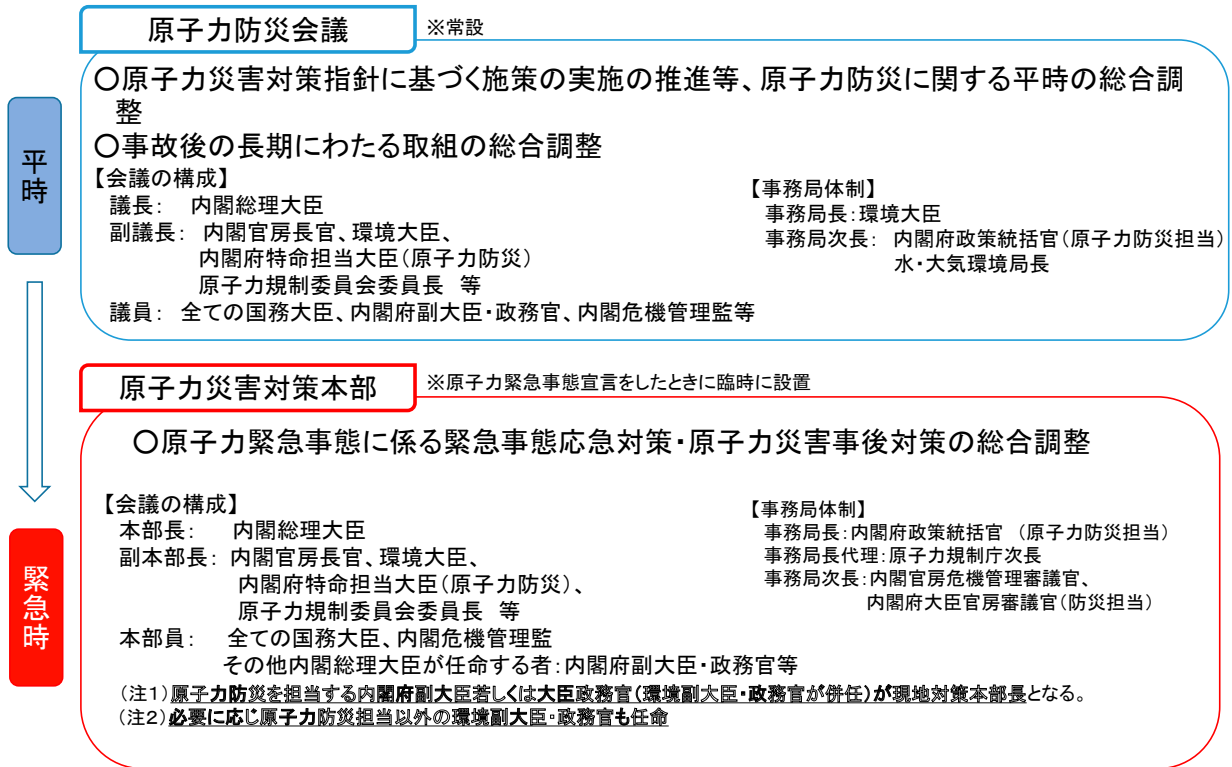 原子力防災会議
※常設
平時
〇原子力災害対策指針に基づく施策の実施の推進等、原子力防災に関する平時の総合調
整
〇事故後の長期にわたる取組の総合調整
【会議の構成】
議長: 内閣総理大臣
副議長: 内閣官房長官、環境大臣、
内閣府特命担当大臣(原子力防災)
原子力規制委員会委員長 等
議員: 全ての国務大臣、内閣府副大臣・政務官、内閣危機管理監等
【事務局体制】
事務局長:環境大臣
事務局次長: 内閣府政策統括官(原子力防災担当)
水・大気環境局長
原子力災害対策本部
※原子力緊急事態宣言をしたときに臨時に設置
緊急時
〇原子力緊急事態に係る緊急事態応急対策・原子力災害事後対策の総合調整
【会議の構成】
本部長: 内閣総理大臣
副本部長: 内閣官房長官、環境大臣、
内閣府特命担当大臣(原子力防災)、
原子力規制委員会委員長 等
本部員: 全ての国務大臣、内閣危機管理監
その他内閣総理大臣が任命する者:内閣府副大臣・政務官等
【事務局体制】
事務局長:内閣府政策統括官 (原子力防災担当)
事務局長代理:原子力規制庁次長
事務局次長:内閣官房危機管理審議官、
内閣府大臣官房審議官(防災担当)
(注1)原子力防災を担当する内閣府副大臣若しくは大臣政務官(環境副大臣・政務官が併任)が現地対策本部長となる。
(注2)必要に応じ原子力防災担当以外の環境副大臣・政務官も任命